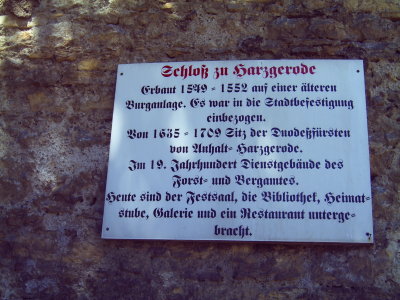 Schloß zu Harzgerode
Erbaut 1549 - 1552 auf einer älteren
Burganlage. Es war in die Stadtbefestigung
einbezogen.
Von 1635 - 1709 Sitz der Duodeßfürsten
von Anhalt- Harzgerode.
Im 19. Jahrhundert Dienstgebände des
Forst- und Bergamtes.
Heute sind der Festsaal, die Bibliothek, Heimat-
stube, Galerie und ein Restaurant unterge-
bracht.